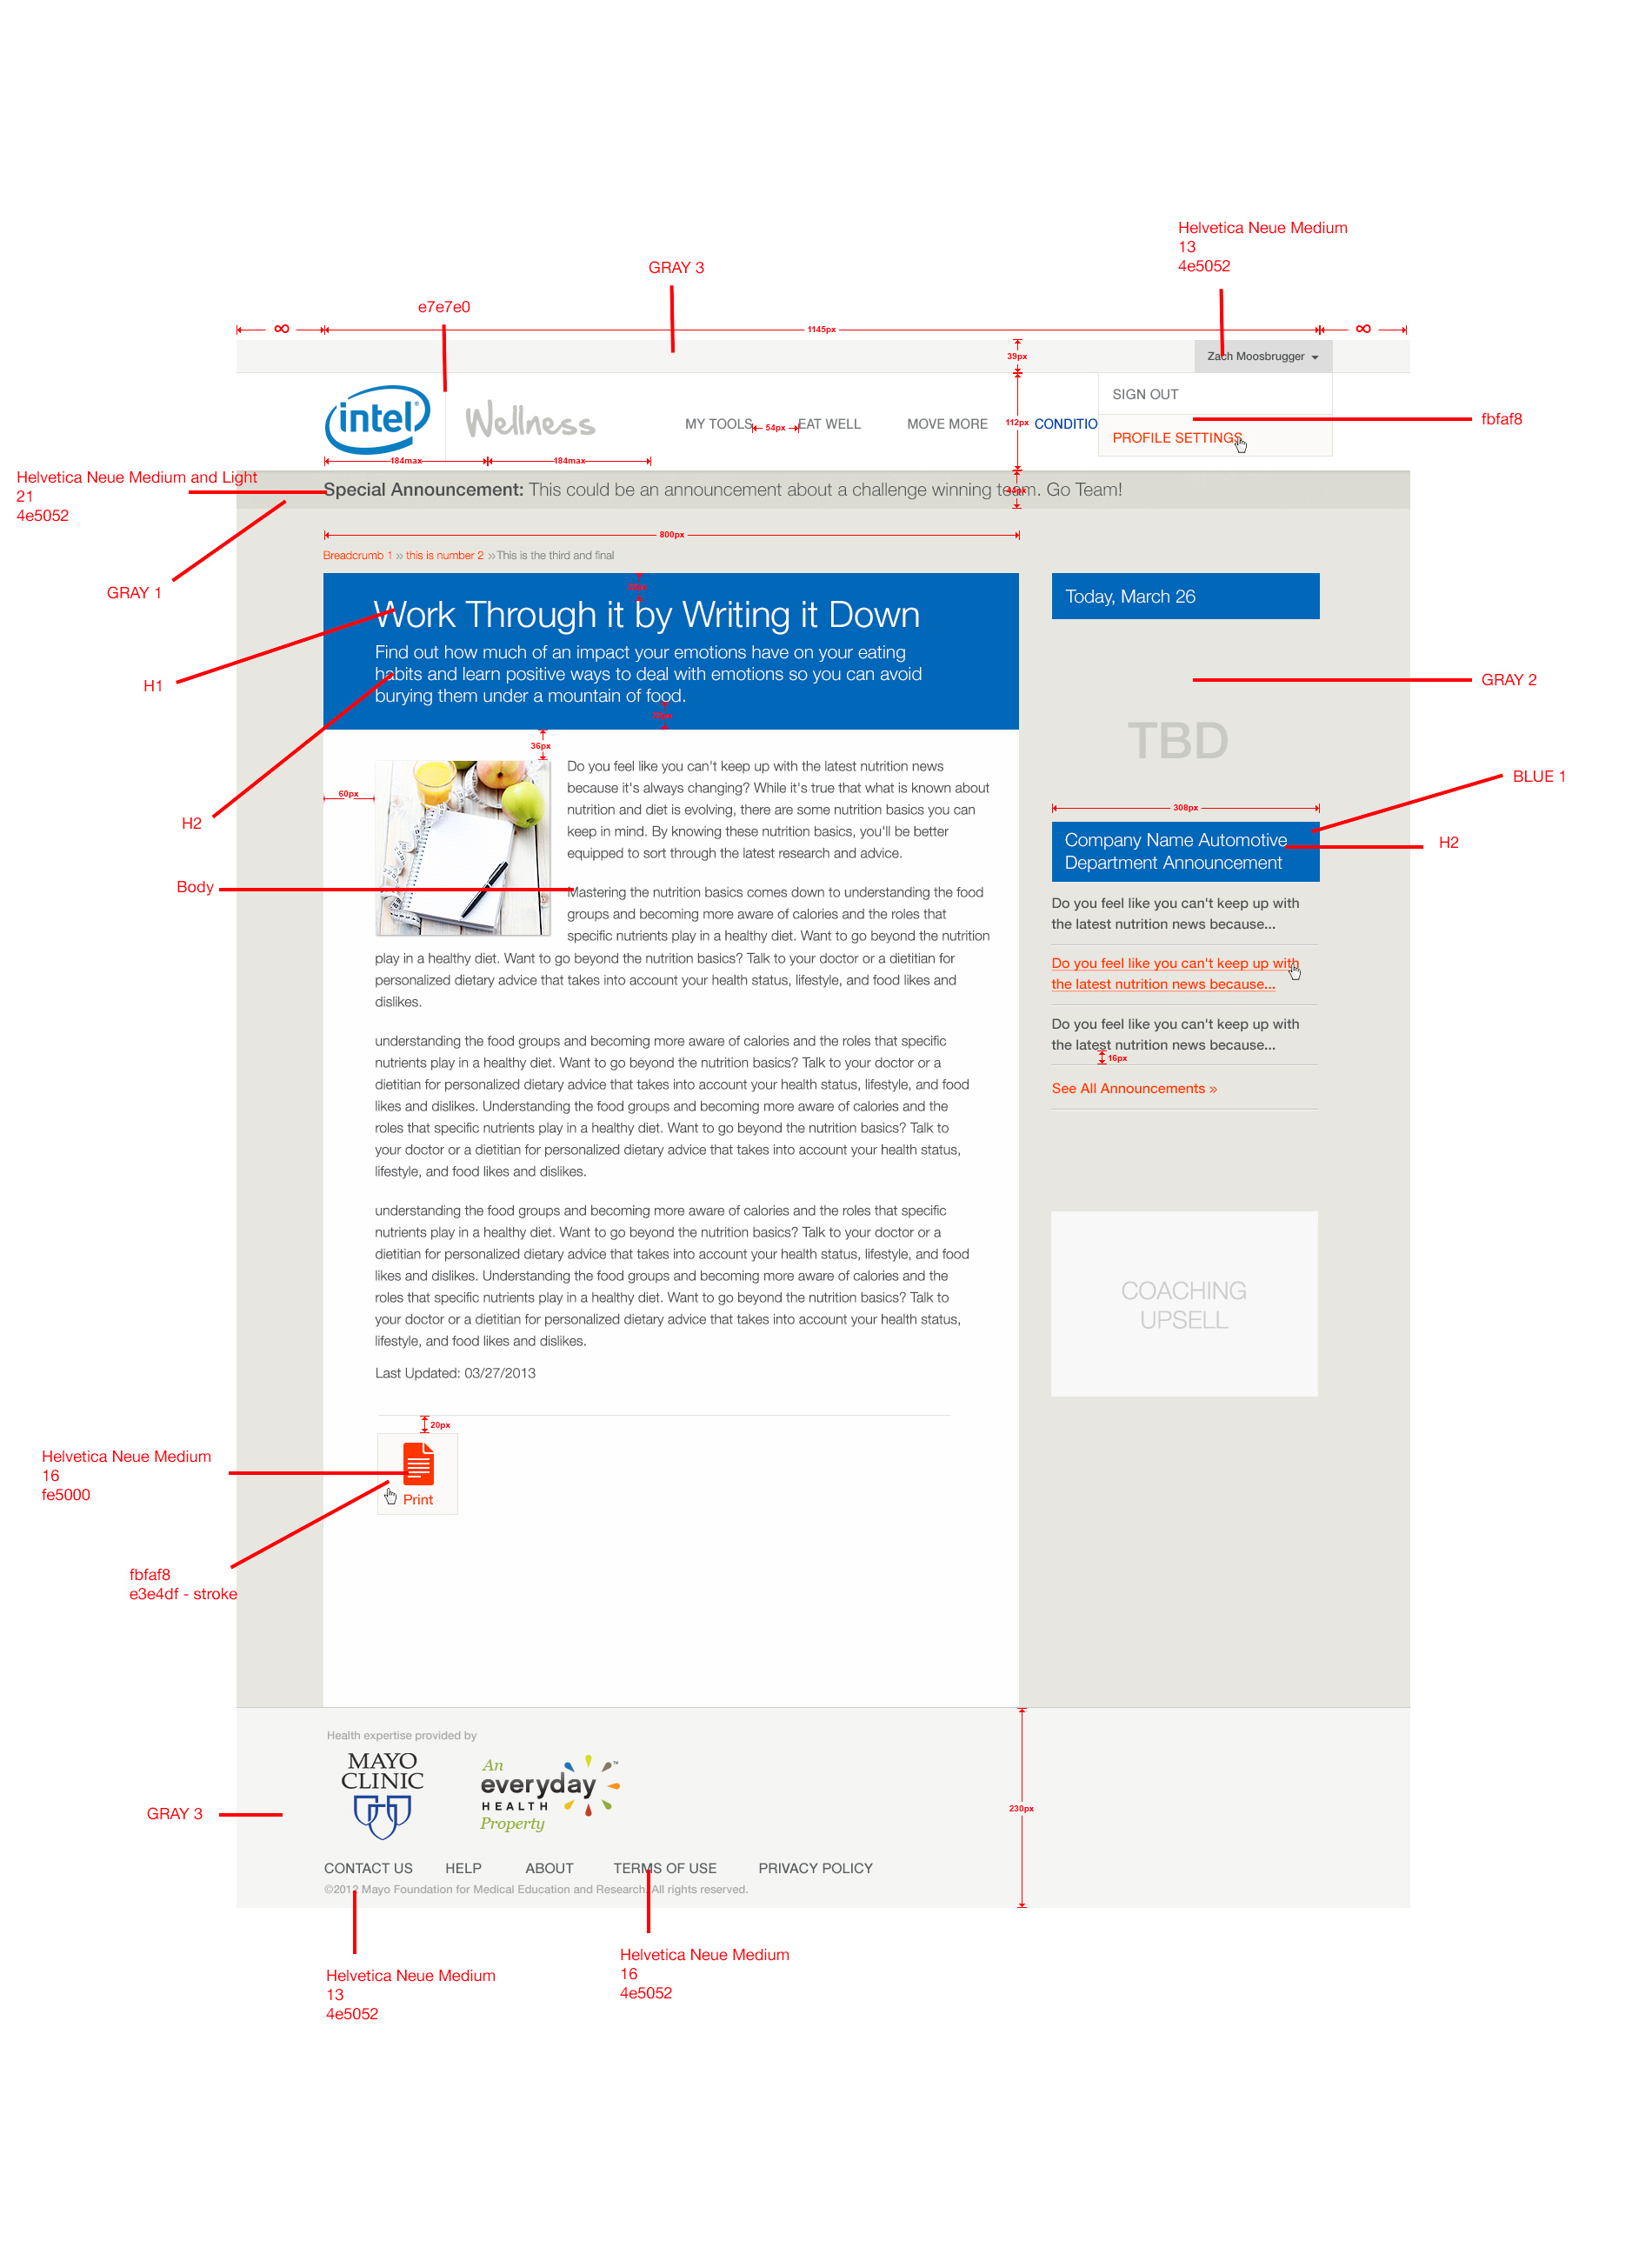 Helvetica Neue Medium
13
4e5052
GRAY 3
e7e7e0
∞
1145px
∞
39px
Zach Moosbrugger
intel
Wellness
MY TOOLS
54px
EAT WELL
MOVE MORE
112px
CONDITIO
SIGN OUT
PROFILE SETTINGS
fbfaf8
184max
184max
Helvetica Neue Medium and Light
21
4e5052
Special Announcement: This could be an announcement about a challenge winning team. Go Team!
800px
Breadcrumb 1 » this is number 2 » This is the third and final
GRAY 1
Work Through it by Writing it Down
Find out how much of an impact your emotions have on your eating
habits and learn positive ways to deal with emotions so you can avoid
burying them under a mountain of food.
H1
H2
Today, March 26
GRAY 2
TBD
36px
60px
Do you feel like you can't keep up with the latest nutrition news
because it's always changing? While it's true that what is known about
nutrition and diet is evolving, there are some nutrition basics you can
keep in mind. By knowing these nutrition basics, you'll be better
equipped to sort through the latest research and advice.
Body
Mastering the nutrition basics comes down to understanding the food
groups and becoming more aware of calories and the roles that
specific nutrients play in a healthy diet. Want to go beyond the nutrition
play in a healthy diet. Want to go beyond the nutrition basics? Talk to your doctor or a dietitian for
personalized dietary advice that takes into account your health status, lifestyle, and food likes and
dislikes.
understanding the food groups and becoming more aware of calories and the roles that specific
nutrients play in a healthy diet. Want to go beyond the nutrition basics? Talk to your doctor or a
dietitian for personalized dietary advice that takes into account your health status, lifestyle, and food
likes and dislikes. Understanding the food groups and becoming more aware of calories and the
roles that specific nutrients play in a healthy diet. Want to go beyond the nutrition basics? Talk to
your doctor or a dietitian for personalized dietary advice that takes into account your health status,
lifestyle, and food likes and dislikes.
understanding the food groups and becoming more aware of calories and the roles that specific
nutrients play in a healthy diet. Want to go beyond the nutrition basics? Talk to your doctor or a
dietitian for personalized dietary advice that takes into account your health status, lifestyle, and food
likes and dislikes. Understanding the food groups and becoming more aware of calories and the
roles that specific nutrients play in a healthy diet. Want to go beyond the nutrition basics? Talk to
your doctor or a dietitian for personalized dietary advice that takes into account your health status,
lifestyle, and food likes and dislikes.
Last Updated: 03/27/2013
308px
BLUE 1
Company Name Automotive
Department Announcement
H2
Do you feel like you can't keep up with
the latest nutrition news because...
Do you feel like you can't keep up with
the latest nutrition news because...
Do you feel like you can't keep up with
the latest nutrition news because...
16px
See All Announcements »
COACHING
UPSELL
20px
Helvetica Neue Medium
16
fe5000
Print
fbfaf8
e3e4df - stroke
Health expertise provided by
MAYO
CLINIC
An
everyday
HEALTH
Property
™
230px
GRAY 3
CONTACT US
HELP
ABOUT
TERMS OF USE
PRIVACY POLICY
©2012 Mayo Foundation for Medical Education and Research. All rights reserved.
Helvetica Neue Medium
13
4e5052
Helvetica Neue Medium
16
4e5052